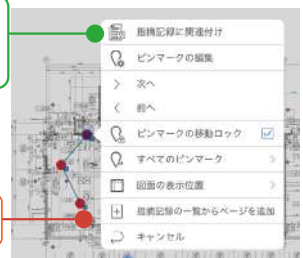 指摘記録に関連付け
ピンマークの編集
次へ
前へ
ピンマークの移動ロック
すべてのピンマーク
図面の表示位置
指摘記録の一覧からページを追加
キャンセル